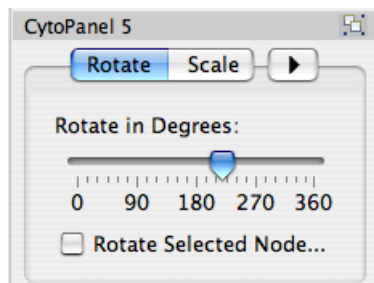 CytoPanel 5
Rotate Scale
Rotate in Degrees:
0 90 180 270 360
Rotate Selected Node...